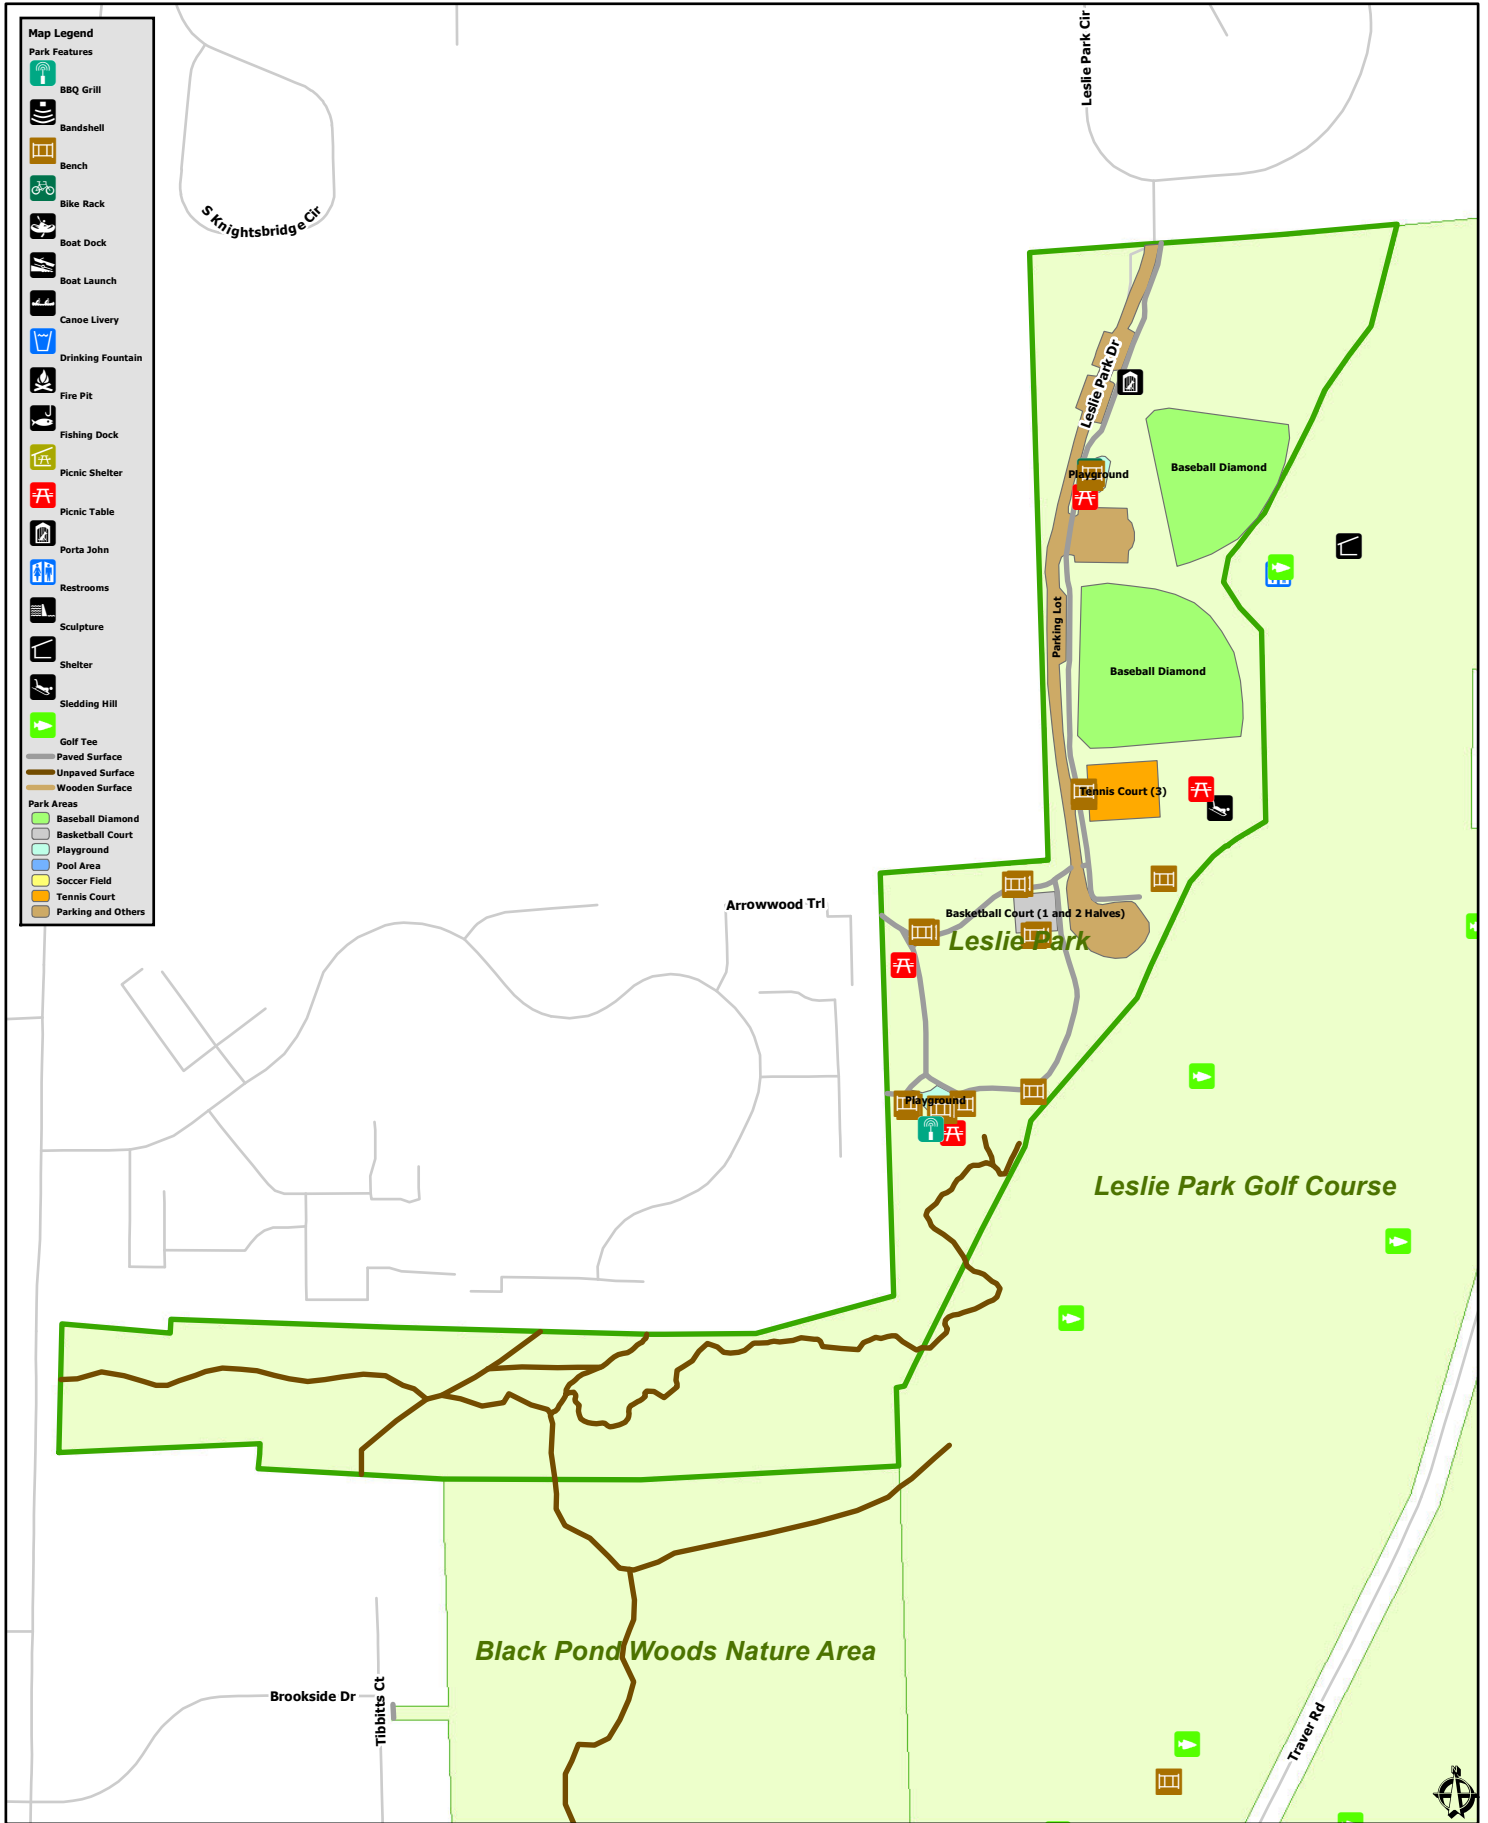 Map Legend
Park Features
BBQ Grill
Bandshell
Bench
Bike Rack
Boat Dock
Boat Launch
Canoe Livery
Drinking Fountain
Fire Pit
Fishing Dock
Picnic Shelter
Picnic Table
Porta John
Restrooms
Sculpture
Shelter
Sledding Hill
Golf Tee
Paved Surface
Unpaved Surface
Wooden Surface
Park Areas
Baseball Diamond
Basketball Court
Playground
Pool Area
Soccer Field
Tennis Court
Parking and Others
Leslie Park Cir
S Knightsbridge Cir
Leslie Park Dr
Baseball Diamond
Playground
Parking Lot
Baseball Diamond
Tennis Court (3)
Arrowwood Trl
Basketball Court (1 and 2 Halves)
Leslie Park
Playground
Leslie Park Golf Course
Black Pond Woods Nature Area
Brookside Dr
Tibbitts Ct
Traver Rd
N